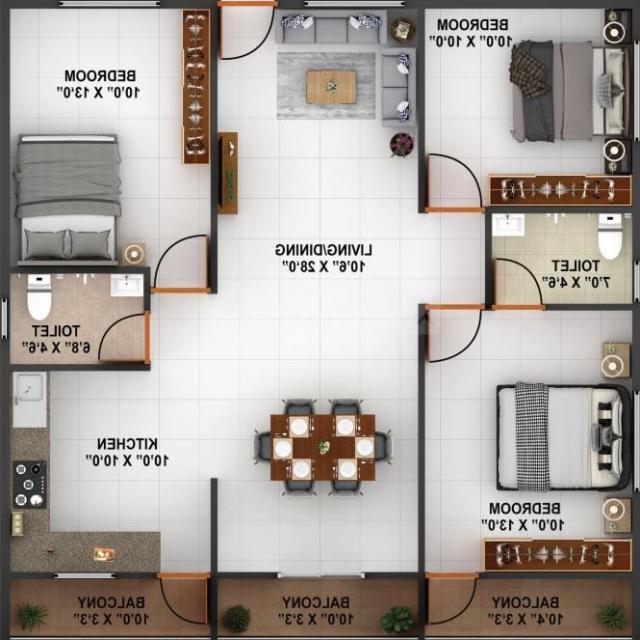 BEDROOM
10'0" X 13'0"
BEDROOM
10'0" X 10'0"
LIVING/DINING
10'6" X 28'0"
TOILET
7'0" X 4'6"
TOILET
6'8" X 4'6"
KITCHEN
10'0" X 10'0"
BEDROOM
10'0" X 13'0"
BALCONY
10'0" X 3'3"
BALCONY
10'0" X 3'3"
BALCONY
10'4" X 3'3"